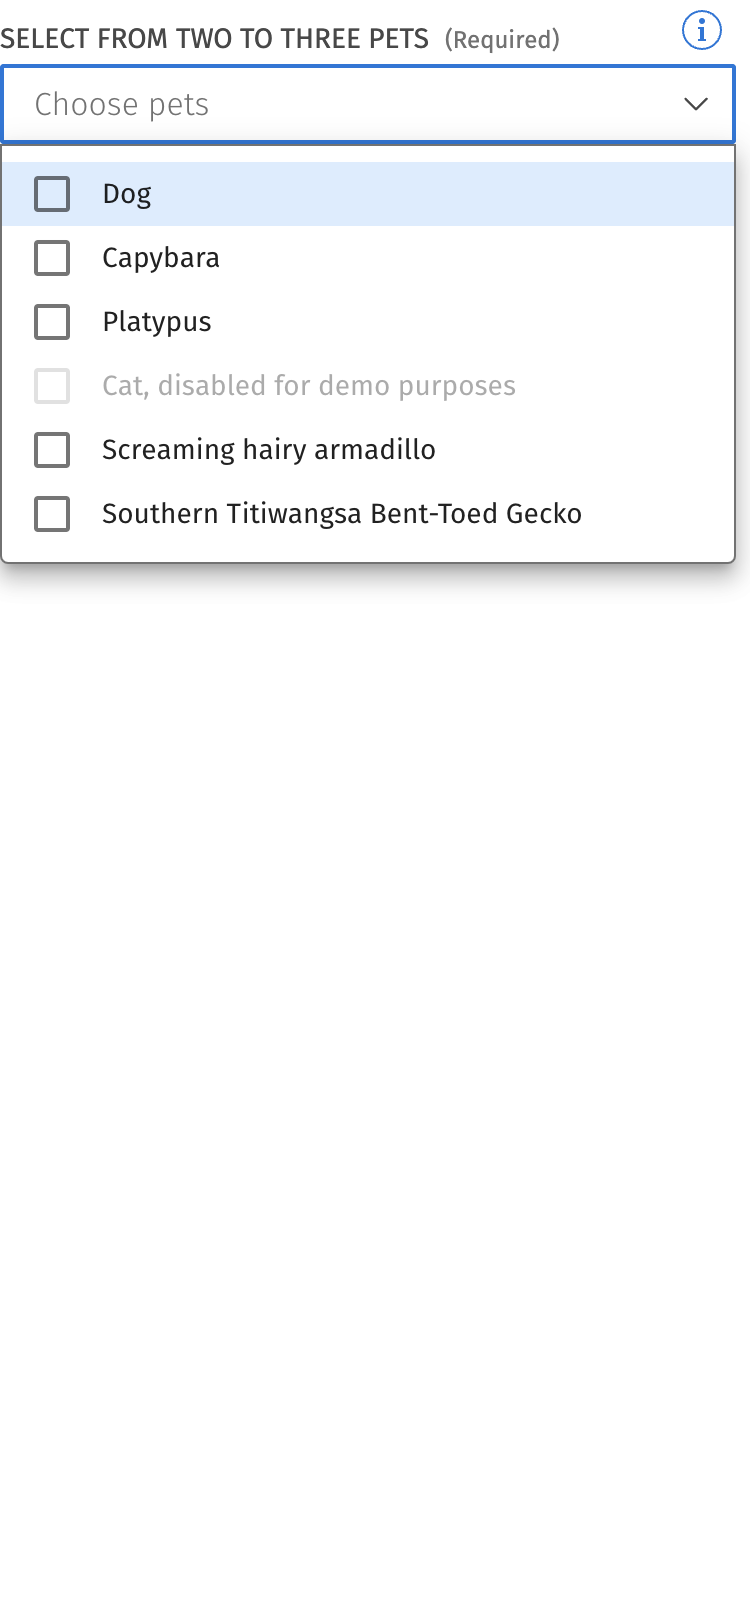 SELECT FROM TWO TO THREE PETS (Required)
Choose pets
Dog
Capybara
Platypus
Cat, disabled for demo purposes
Screaming hairy armadillo
Southern Titiwangsa Bent-Toed Gecko